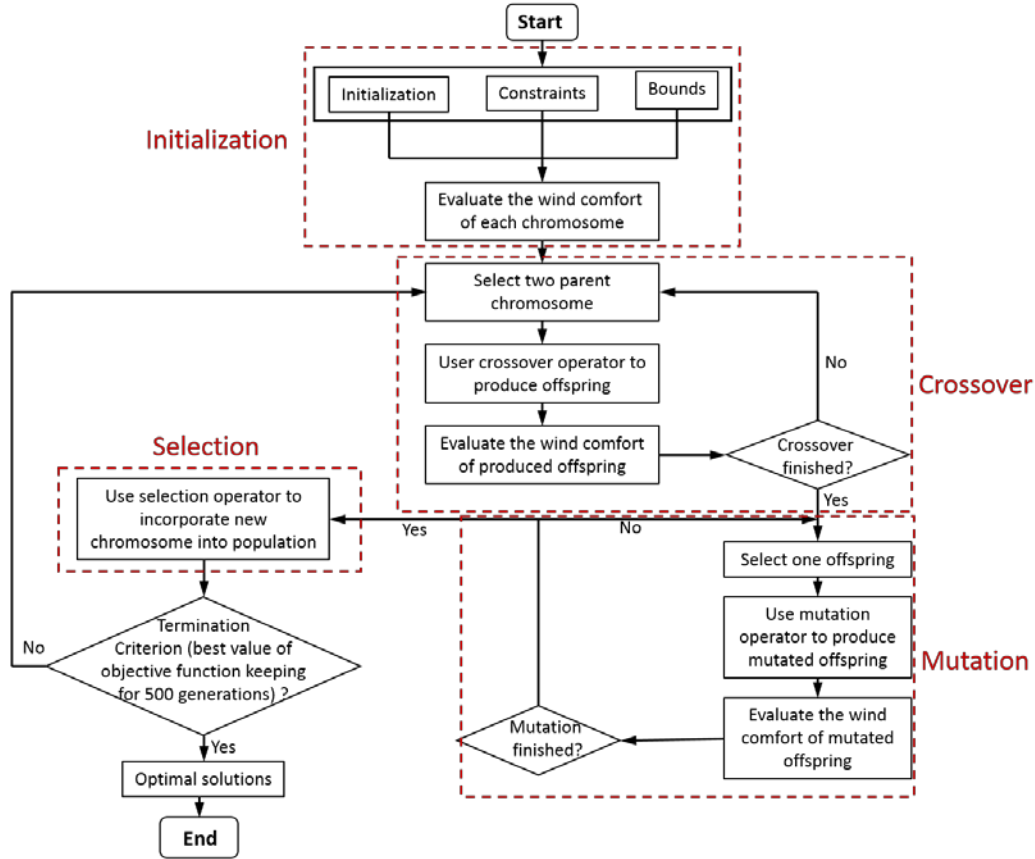 Start
Initialization
Constraints
Bounds
Initialization
Evaluate the wind comfort
of each chromosome
Select two parent
chromosome
User crossover operator to
produce offspring
No
Crossover
Evaluate the wind comfort
of produced offspring
Crossover
finished?
Yes
Selection
Use selection operator to
incorporate new
chromosome into population
Yes
No
Select one offspring
Use mutation
operator to produce
mutated offspring
Mutation
Evaluate the wind
comfort of mutated
offspring
Mutation
finished?
No
Termination
Criterion (best value of
objective function keeping
for 500 generations) ?
Yes
Optimal solutions
End